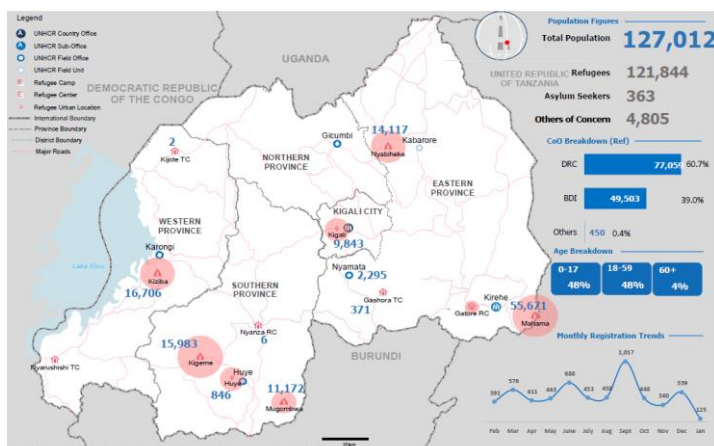 Legend
UNHCR Country Office
UNHCR Sub-Office
UNHCR Field Office
UNHCR Field Unit
Refugee Camp
Refugee Center
Refugee Urban Location
International Boundary
Province Boundary
District Boundary
Major Roads
UGANDA
DEMOCRATIC REPUBLIC
OF THE CONGO
UNITED REPUBLIC
OF TANZANIA
BURUNDI
2
Kijote TC
Gicumbi
14,117
Kabarore
Nyabiheke
NORTHERN
PROVINCE
EASTERN
PROVINCE
KIGALI CITY
Kigali
9,843
WESTERN
PROVINCE
Lake Kivu
Karongi
Kiziba
16,706
SOUTHERN
PROVINCE
Nyamata
2,295
Gashora TC
371
Kirehe
Gatore RC
55,671
Mahama
Nyanza RC
6
15,983
Kigeme
Nyarushishi TC
Huye
Huye
846
11,172
Mugombwa
Population Figures
Total Population 127,012
Refugees 121,844
Asylum Seekers 363
Others of Concern 4,805
CoO Breakdown (Ref)
DRC 77,059 60.7%
BDI 49,503 39.0%
Others 450 0.4%
Age Breakdown
0-17 18-59 60+
48% 48% 4%
Monthly Registration Trends
391 576 411 445 688 453 458 1,017 448 340 539 125
Feb Mar Apr May June July Aug Sept Oct Nov Dec Jan